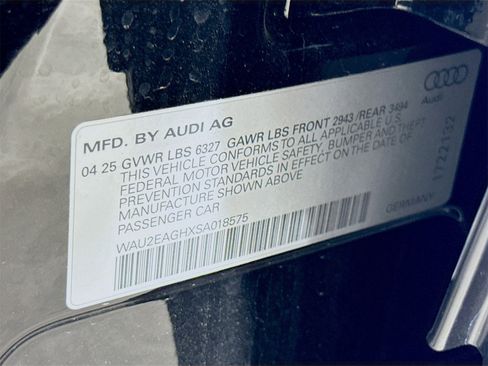 MFD. BY AUDI AG
Audi
04 25 GVWR LBS 6327 GAWR LBS FRONT 2943 /REAR 3494
THIS VEHICLE CONFORMS TO ALL APPLICABLE U.S.
FEDERAL MOTOR VEHICLE SAFETY, BUMPER AND THEFT
PREVENTION STANDARDS IN EFFECT ON THE DATE OF
MANUFACTURE SHOWN ABOVE
PASSENGER CAR
WAU2EAGHXSA018575
GERMANY
1722132